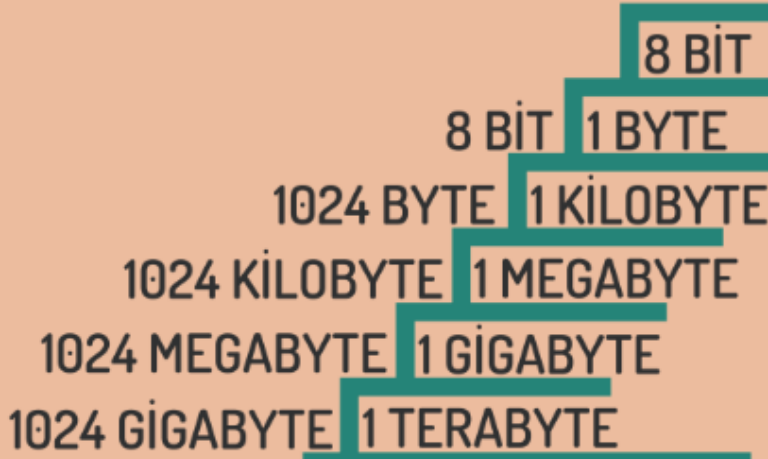 8 BİT
8 BİT 1 BYTE
1024 BYTE 1 KİLOBYTE
1024 KİLOBYTE 1 MEGABYTE
1024 MEGABYTE 1 GİGABYTE
1024 GİGABYTE 1 TERABYTE